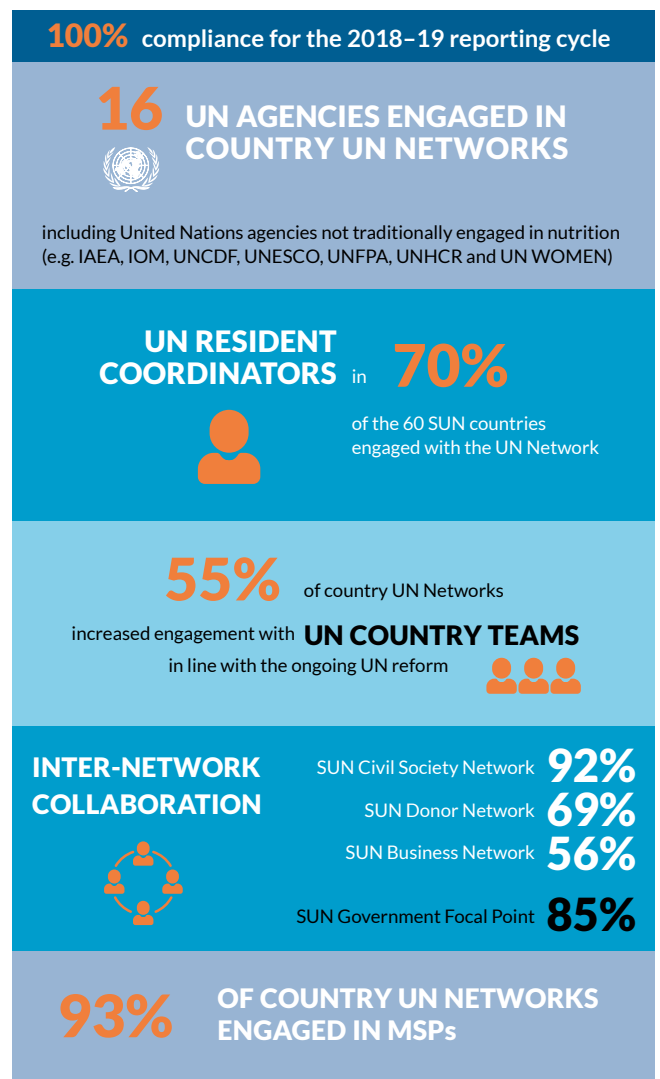 100% compliance for the 2018–19 reporting cycle
16 UN AGENCIES ENGAGED IN
COUNTRY UN NETWORKS
including United Nations agencies not traditionally engaged in nutrition
(e.g. IAEA, IOM, UNCDF, UNESCO, UNFPA, UNHCR and UN WOMEN)
UN RESIDENT
COORDINATORS in 70%
of the 60 SUN countries
engaged with the UN Network
55% of country UN Networks
increased engagement with UN COUNTRY TEAMS
in line with the ongoing UN reform
INTER-NETWORK
COLLABORATION
SUN Civil Society Network 92%
SUN Donor Network 69%
SUN Business Network 56%
SUN Government Focal Point 85%
93% OF COUNTRY UN NETWORKS
ENGAGED IN MSPs